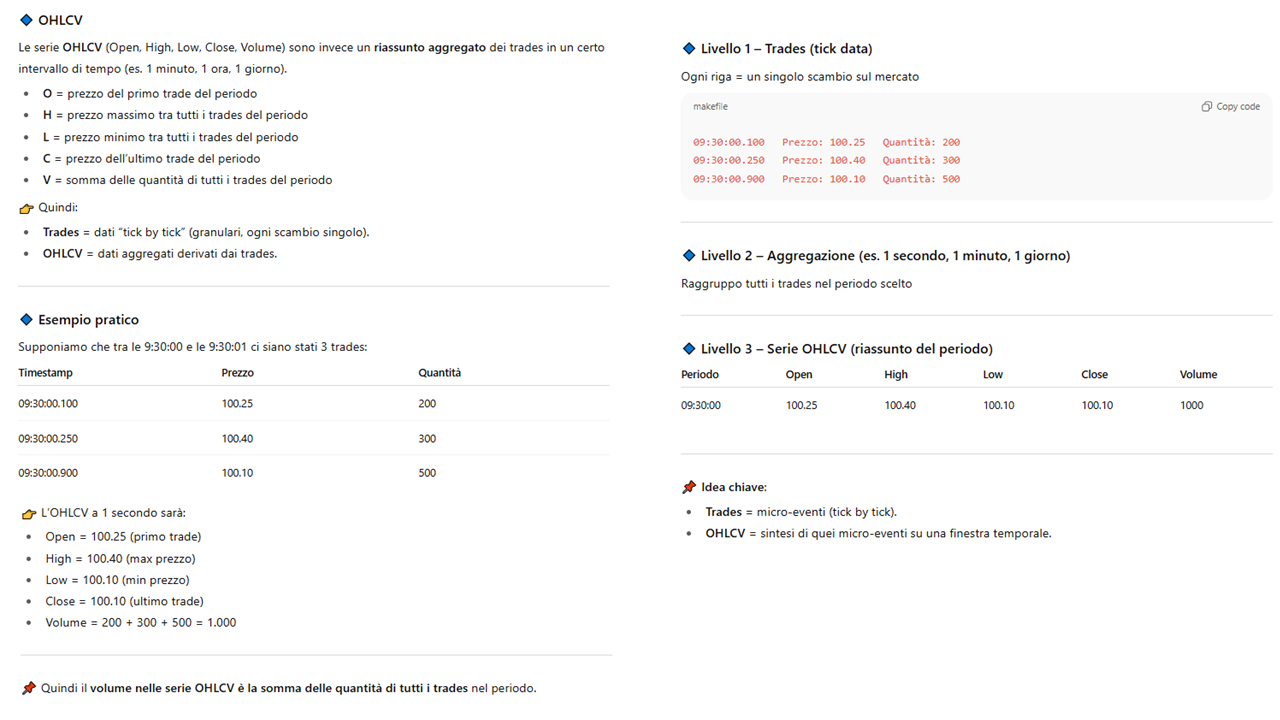 OHLCV
Le serie OHLCV (Open, High, Low, Close, Volume) sono invece un riassunto aggregato dei trades in un certo
intervallo di tempo (es. 1 minuto, 1 ora, 1 giorno).
• O = prezzo del primo trade del periodo
• H = prezzo massimo tra tutti i trades del periodo
• L = prezzo minimo tra tutti i trades del periodo
• C = prezzo dell'ultimo trade del periodo
• V = somma delle quantità di tutti i trades del periodo
Quindi:
• Trades = dati “tick by tick” (granulari, ogni scambio singolo).
• OHLCV = dati aggregati derivati dai trades.
Esempio pratico
Supponiamo che tra le 9:30:00 e le 9:30:01 ci siano stati 3 trades:
Timestamp Prezzo Quantità
09:30:00.100 100.25 200
09:30:00.250 100.40 300
09:30:00.900 100.10 500
L'OHLCV a 1 secondo sarà:
• Open = 100.25 (primo trade)
• High = 100.40 (max prezzo)
• Low = 100.10 (min prezzo)
• Close = 100.10 (ultimo trade)
• Volume = 200 + 300 + 500 = 1.000
Quindi il volume nelle serie OHLCV è la somma delle quantità di tutti i trades nel periodo.
Livello 1 – Trades (tick data)
Ogni riga = un singolo scambio sul mercato
makefile Copy code
09:30:00.100 Prezzo: 100.25 Quantità: 200
09:30:00.250 Prezzo: 100.40 Quantità: 300
09:30:00.900 Prezzo: 100.10 Quantità: 500
Livello 2 – Aggregazione (es. 1 secondo, 1 minuto, 1 giorno)
Raggruppo tutti i trades nel periodo scelto
Livello 3 – Serie OHLCV (riassunto del periodo)
Periodo Open High Low Close Volume
09:30:00 100.25 100.40 100.10 100.10 1000
Idea chiave:
• Trades = micro-eventi (tick by tick).
• OHLCV = sintesi di quei micro-eventi su una finestra temporale.